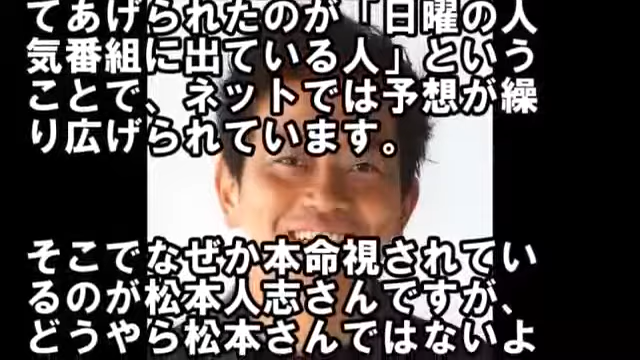 てあげられたのが「日曜の人
気番組に出ている人」という
ことで、ネットでは予想が繰
り広げられています。
そこでなぜか本命視されてい
るのが松本人志さんですが、
どうやら松本さんではないよ